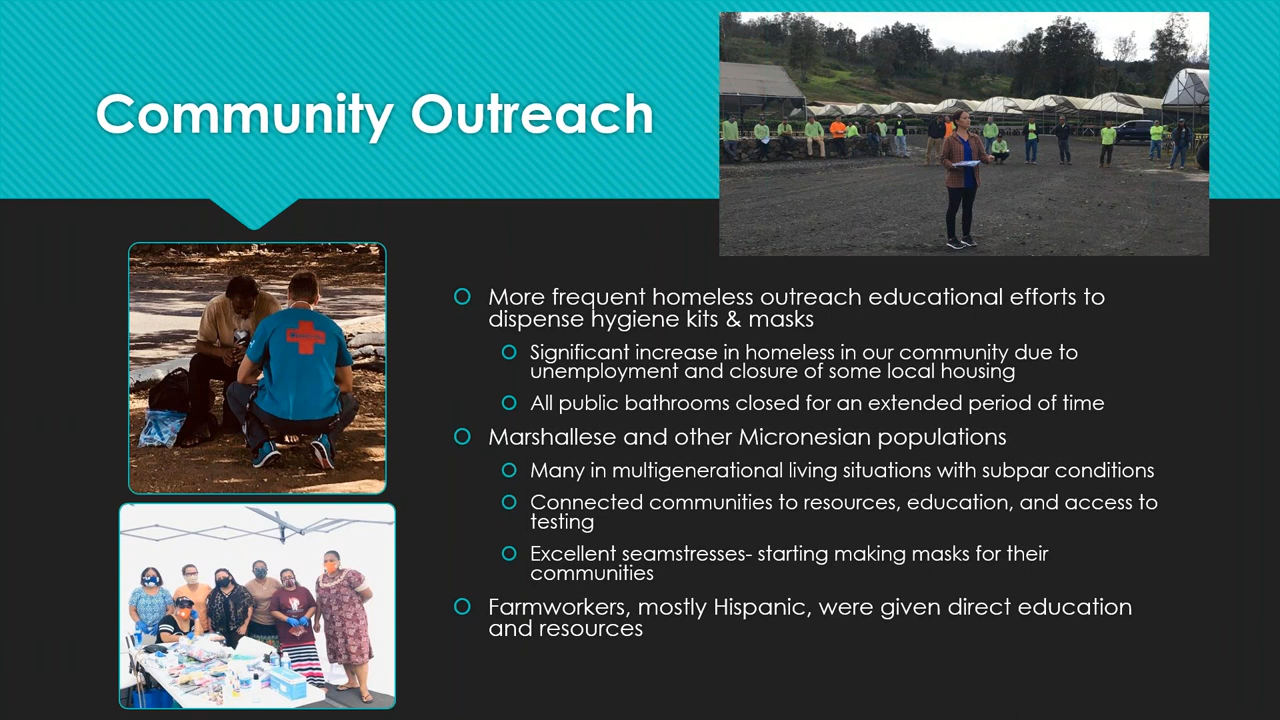 Community Outreach
More frequent homeless outreach educational efforts to
dispense hygiene kits & masks
Significant increase in homeless in our community due to
unemployment and closure of some local housing
All public bathrooms closed for an extended period of time
Marshallese and other Micronesian populations
Many in multigenerational living situations with subpar conditions
Connected communities to resources, education, and access to
testing
Excellent seamstresses- starting making masks for their
communities
Farmworkers, mostly Hispanic, were given direct education
and resources